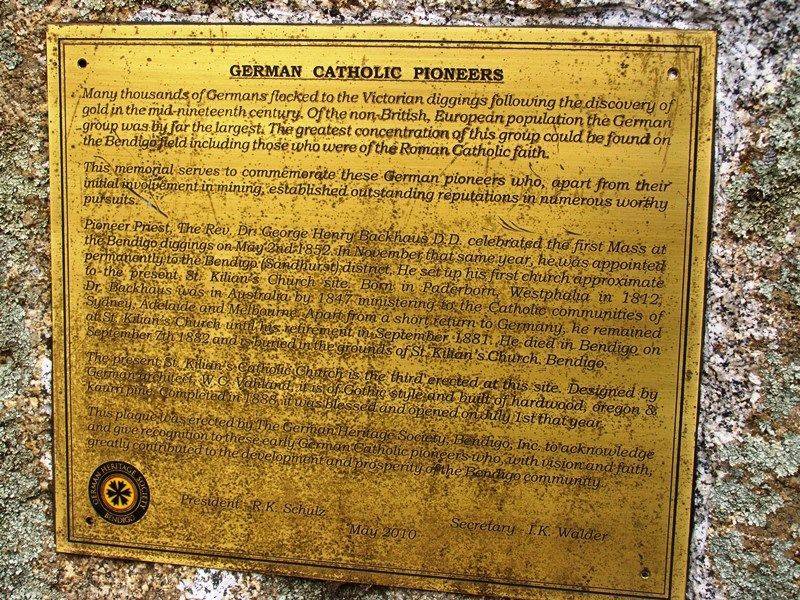 GERMAN CATHOLIC PIONEERS
Many thousands of Germans flocked to the Victorian diggings following the discovery of
gold in the mid-nineteenth century. Of the non-British, European population the German
group was by far the largest. The greatest concentration of this group could be found on
the Bendigo field including those who were of the Roman Catholic faith.
This memorial serves to commemorate these German pioneers who, apart from their
initial involvement in mining, established outstanding reputations in numerous worthy
pursuits.
Pioneer Priest, The Rev. Dr. George Henry Backhaus D.D. celebrated the first Mass at
the Bendigo diggings on May 2nd 1852. In November that same year, he was appointed
permanently to the Bendigo (Sandhurst) district. He set up his first church approximate
to the present St. Kilian's Church site. Born in Paderborn, Westphalia in 1812,
Dr. Backhaus was in Australia by 1847 ministering to the Catholic communities of
Sydney, Adelaide and Melbourne. Apart from a short return to Germany, he remained
at St. Kilian's Church until his retirement in September 1881. He died in Bendigo on
September 7th 1882 and is buried in the grounds of St. Kilian's Church, Bendigo.
The present St. Kilian's Catholic Church is the third erected at this site. Designed by
German architect, W.C. Vahland, it is of Gothic style and built of hardwood, oregon &
kauri pine. Completed in 1888, it was blessed and opened on July 1st that year.
This plaque was erected by The German Heritage Society, Bendigo, Inc. to acknowledge
and give recognition to these early German Catholic pioneers who, with vision and faith,
greatly contributed to the development and prosperity of the Bendigo community.
GERMAN HERITAGE SOCIETY
BENDIGO
President - R.K. Schulz
May 2010
Secretary - I.K. Walder